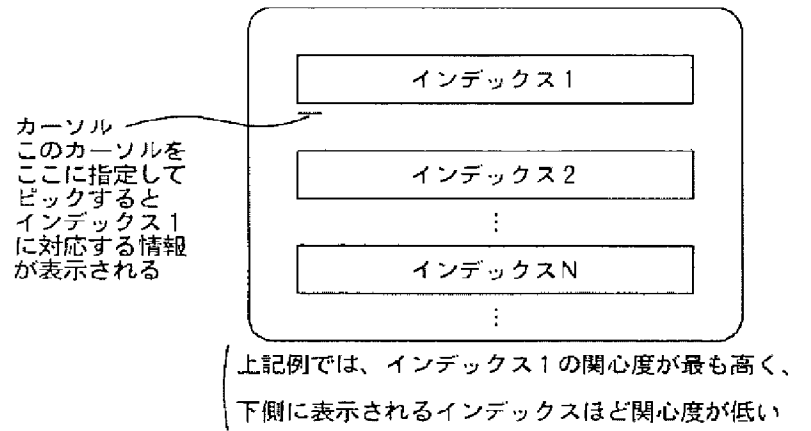 インデックス1
カーソル
このカーソルを
ここに指定して
ピックすると
インデックス1
に対応する情報
が表示される
インデックス2
⋮
インデックスN
⋮
上記例では、インデックス1の関心度が最も高く、
下側に表示されるインデックスほど関心度が低い